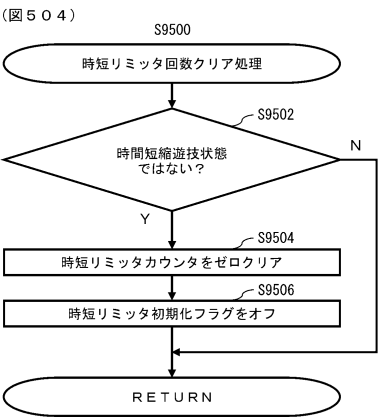 (図５０４)
S9500
時短リミッタ回数クリア処理
S9502
時間短縮遊技状態
ではない？
N
Y
S9504
時短リミッタカウンタをゼロクリア
S9506
時短リミッタ初期化フラグをオフ
ＲＥＴＵＲＮ